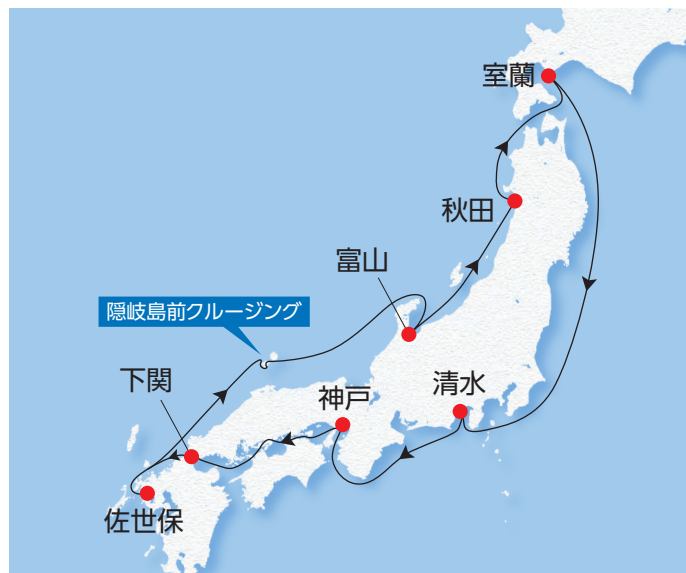 室蘭
秋田
富山
隠岐島前クルージング
下関
神戸
清水
佐世保